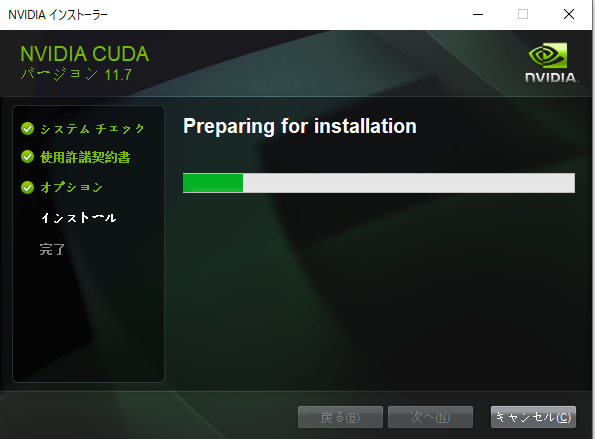 NVIDIA インストーラー
NVIDIA CUDA
バージョン 11.7
NVIDIA.
システム チェック
使用許諾契約書
オプション
インストール
完了
Preparing for installation
戻る(B)
次へ(N)
キャンセル(C)